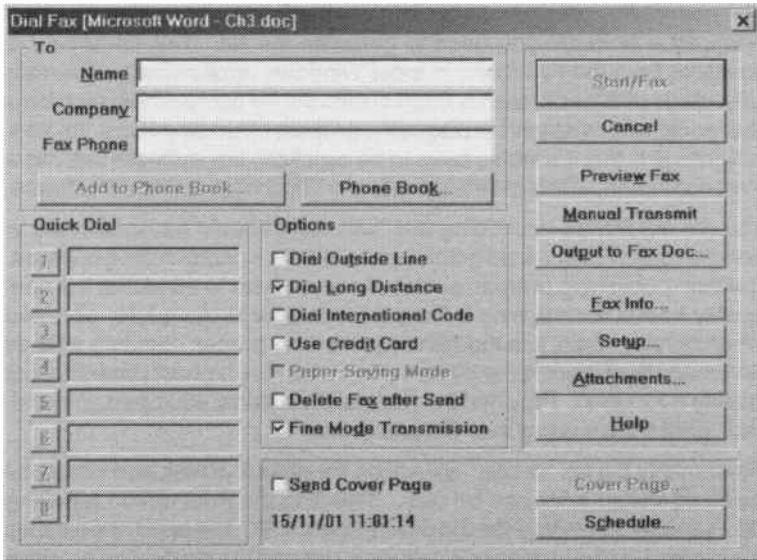 Dial Fax [Microsoft Word - Ch3.doc]
To
Name
Company
Fax Phone
Add to Phone Book...
Phone Book...
Quick Dial
1
2
3
4
5
6
7
8
Options
Dial Outside Line
Dial Long Distance
Dial International Code
Use Credit Card
Paper Saving Mode
Delete Fax after Send
Fine Mode Transmission
Send Cover Page
15/11/01 11:01:14
Start/Fax
Cancel
Preview Fax
Manual Transmit
Output to Fax Doc...
Fax Info...
Setup...
Attachments...
Help
Cover Page...
Schedule...